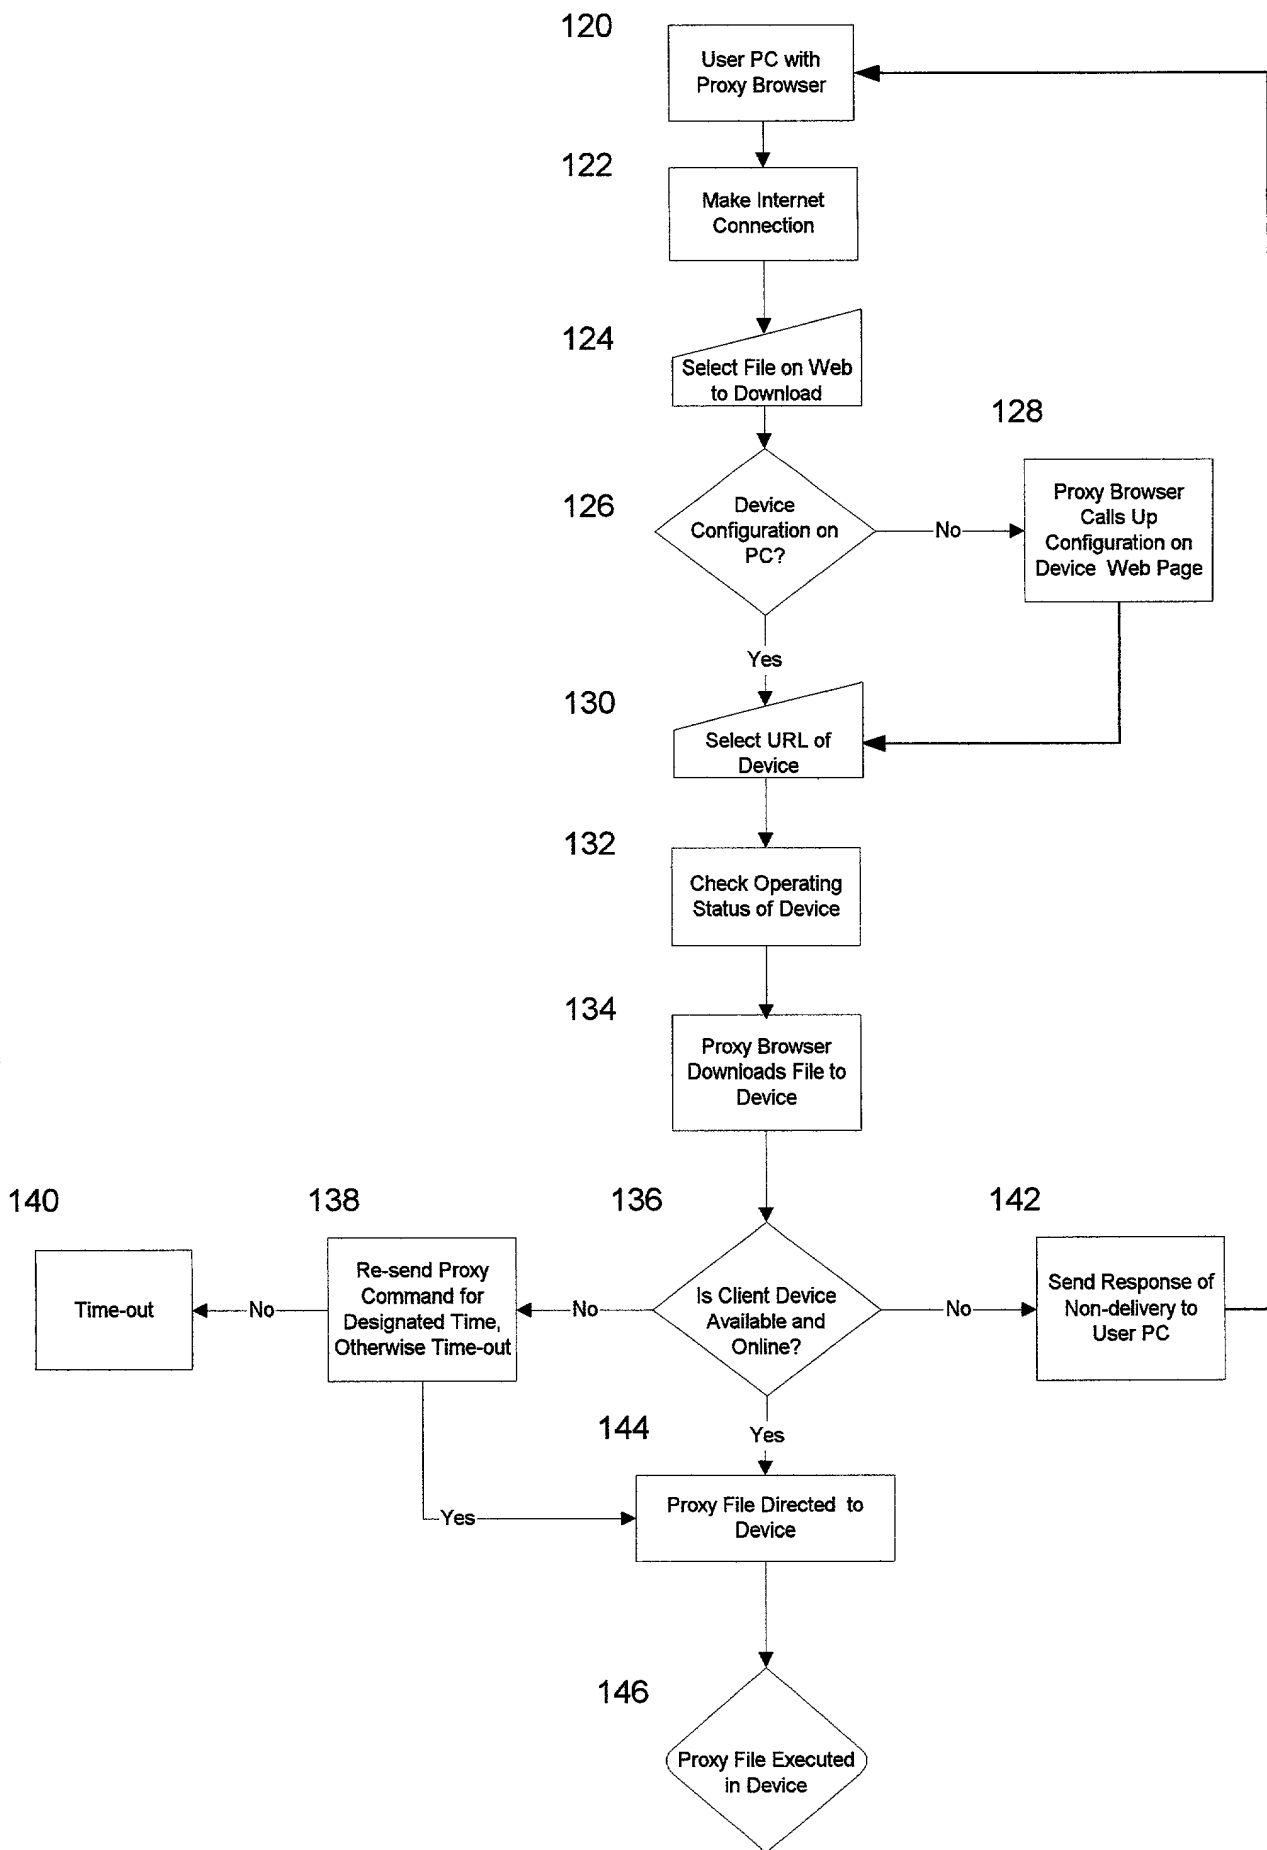 120
User PC with
Proxy Browser
122
Make Internet
Connection
124
Select File on Web
to Download
128
126
Device
Configuration on
PC?
No
Proxy Browser
Calls Up
Configuration on
Device Web Page
Yes
130
Select URL of
Device
132
Check Operating
Status of Device
134
Proxy Browser
Downloads File to
Device
140
138
136
142
Time-out
No
Re-send Proxy
Command for
Designated Time,
Otherwise Time-out
No
Is Client Device
Available and
Online?
No
Send Response of
Non-delivery to
User PC
144
Yes
Yes
Proxy File Directed to
Device
146
Proxy File Executed
in Device